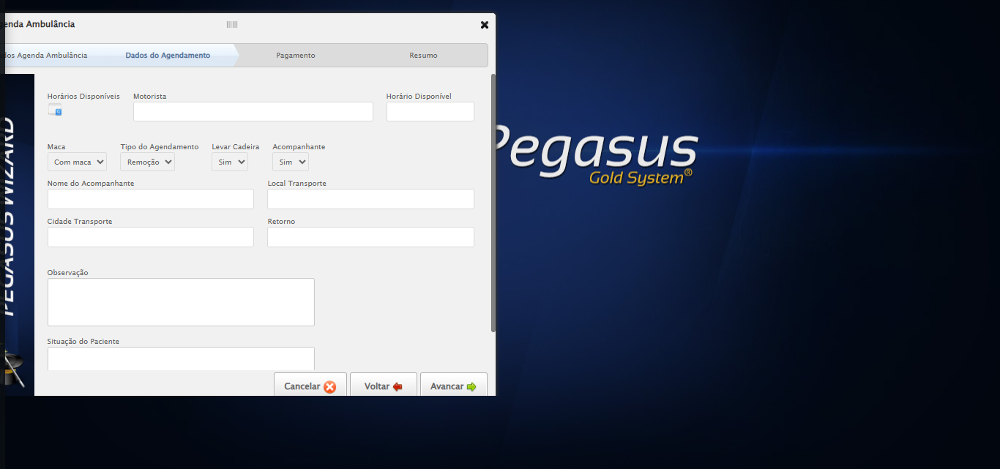 enda Ambulância
dos Agenda Ambulância Dados do Agendamento Pagamento Resumo
Horários Disponíveis Motorista Horário Disponível
Maca Tipo do Agendamento Levar Cadeira Acompanhante
Com maca Remoção Sim Sim
Nome do Acompanhante Local Transporte
Cidade Transporte Retorno
Observação
Situação do Paciente
Cancelar Voltar Avancar
PEGASUS WIZARD
Pegasus
Gold System®